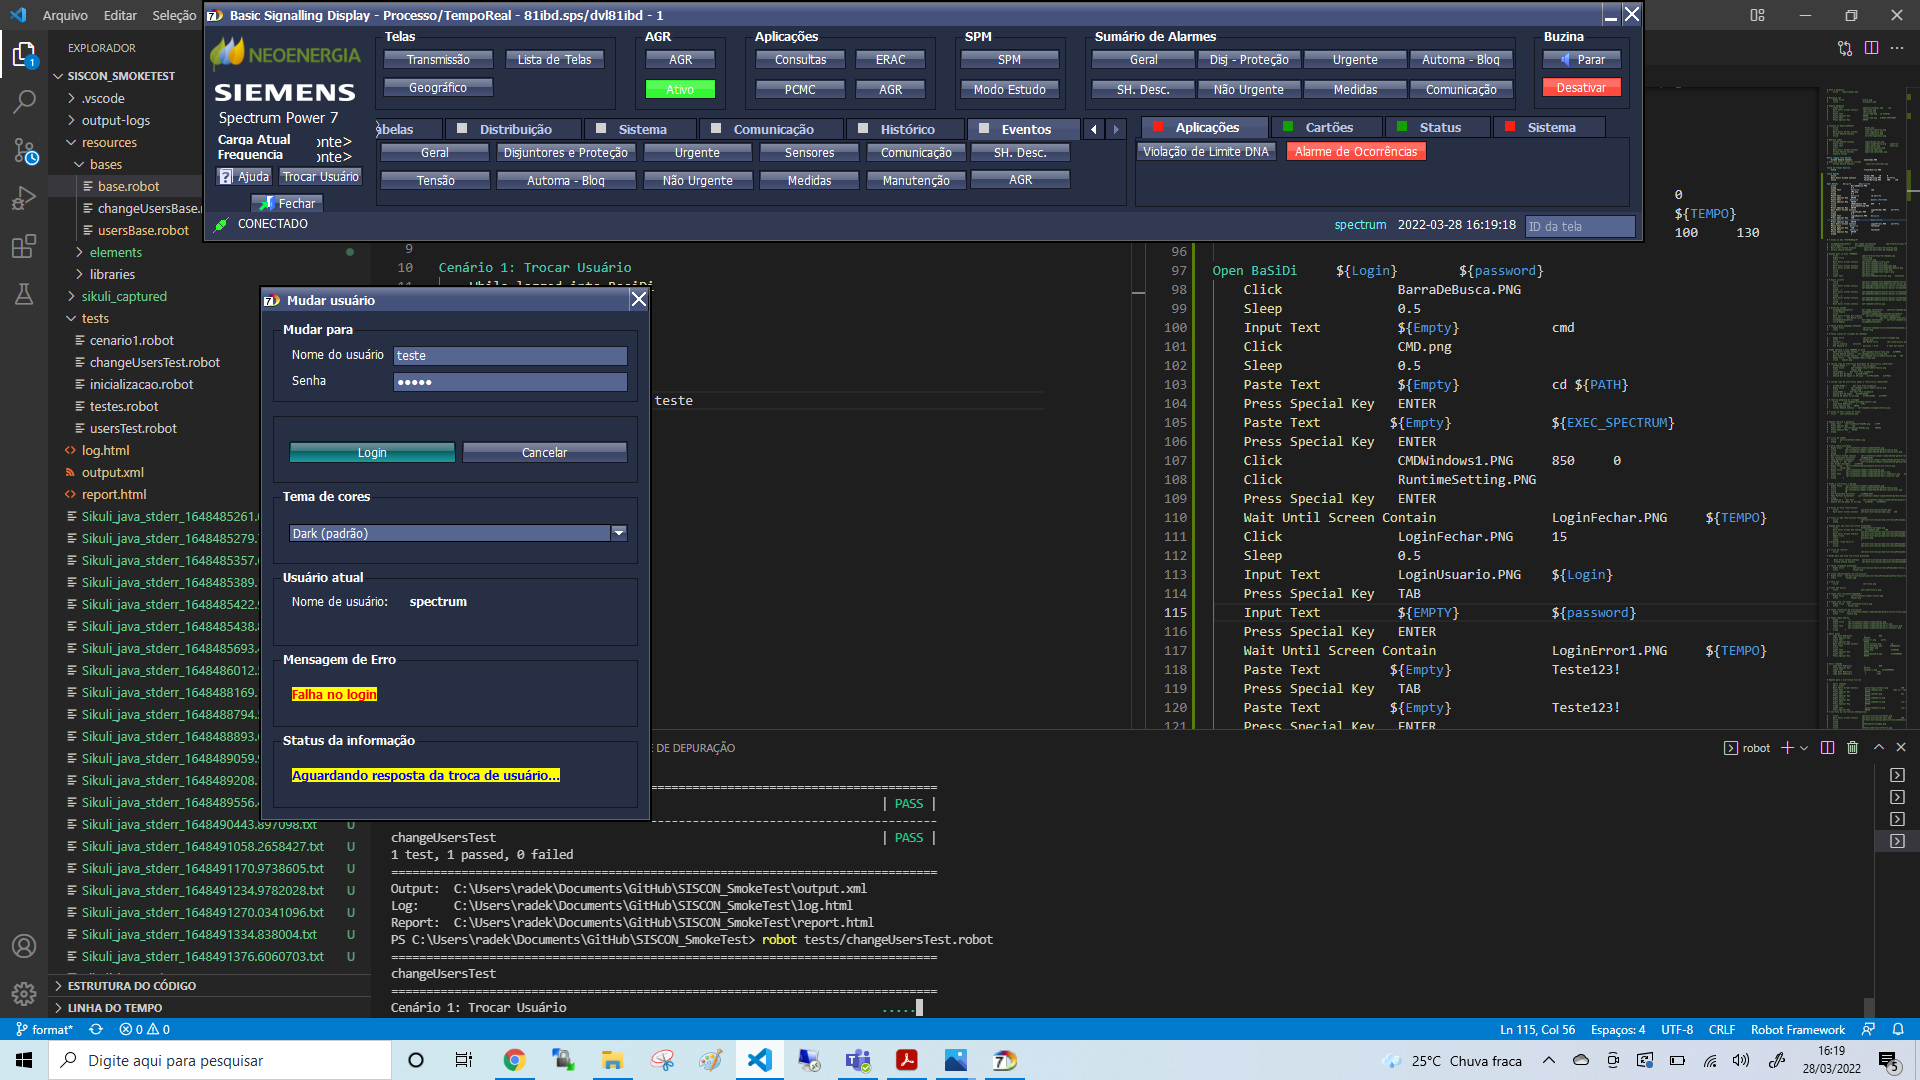 Arquivo Editar Seleção
Basic Signalling Display - Processo/TempoReal - 81ibd.sps/dvl81ibd - 1
NEOENERGIA
SIEMENS
Spectrum Power 7
Carga Atual onte>
Frequencia onte>
Ajuda Trocar Usuário
Fechar
CONECTADO
Telas
Transmissão Lista de Telas
Geográfico
AGR
AGR
Ativo
Aplicações
Consultas ERAC
PCMC AGR
SPM
SPM
Modo Estudo
Sumário de Alarmes
Geral Disj - Proteção Urgente Automa - Bloq
SH. Desc. Não Urgente Medidas Comunicação
Buzina
Parar
Desativar
abelas Distribuição Sistema Comunicação Histórico Eventos
Geral Disjuntores e Proteção Urgente Sensores Comunicação SH. Desc.
Tensão Automa - Bloq Não Urgente Medidas Manutenção AGR
Aplicações Cartões Status Sistema
Violação de Limite DNA Alarme de Ocorrências
spectrum 2022-03-28 16:19:18 ID da tela
EXPLORADOR
SISCON_SMOKETEST
.vscode
output-logs
resources
bases
base.robot
changeUsersBase.r
usersBase.robot
elements
libraries
sikuli_captured
tests
cenario1.robot
changeUsersTest.robot
inicializacao.robot
testes.robot
usersTest.robot
log.html
output.xml
report.html
Sikuli_java_stderr_1648485261.
Sikuli_java_stderr_1648485279.
Sikuli_java_stderr_1648485357.
Sikuli_java_stderr_1648485389.
Sikuli_java_stderr_1648485422.
Sikuli_java_stderr_1648485438.
Sikuli_java_stderr_1648485693.
Sikuli_java_stderr_1648486012.
Sikuli_java_stderr_1648488169.
Sikuli_java_stderr_1648488794.
Sikuli_java_stderr_1648488893.
Sikuli_java_stderr_1648489059.
Sikuli_java_stderr_1648489208.
Sikuli_java_stderr_1648489556.
Sikuli_java_stderr_1648490443.897098.txt U
Sikuli_java_stderr_1648491058.2658427.txt U
Sikuli_java_stderr_1648491170.9738605.txt U
Sikuli_java_stderr_1648491234.9782028.txt U
Sikuli_java_stderr_1648491270.0341096.txt U
Sikuli_java_stderr_1648491334.838004.txt U
Sikuli_java_stderr_1648491376.6060703.txt U
ESTRUTURA DO CÓDIGO
LINHA DO TEMPO
9
10 Cenário 1: Trocar Usuário
11 While logged into BasiDi
teste
Mudar usuário
Mudar para
Nome do usuário teste
Senha •••••
Login Cancelar
Tema de cores
Dark (padrão)
Usuário atual
Nome de usuário: spectrum
Mensagem de Erro
Falha no login
Status da informação
Aguardando resposta da troca de usuário...
0
${TEMPO}
100 130
96
97 Open BaSiDi ${Login} ${password}
98 Click BarraDeBusca.PNG
99 Sleep 0.5
100 Input Text ${Empty} cmd
101 Click CMD.png
102 Sleep 0.5
103 Paste Text ${Empty} cd ${PATH}
104 Press Special Key ENTER
105 Paste Text ${Empty} ${EXEC_SPECTRUM}
106 Press Special Key ENTER
107 Click CMDWindows1.PNG 850 0
108 Click RuntimeSetting.PNG
109 Press Special Key ENTER
110 Wait Until Screen Contain LoginFechar.PNG ${TEMPO}
111 Click LoginFechar.PNG 15
112 Sleep 0.5
113 Input Text LoginUsuario.PNG ${Login}
114 Press Special Key TAB
115 Input Text ${EMPTY} ${password}
116 Press Special Key ENTER
117 Wait Until Screen Contain LoginError1.PNG ${TEMPO}
118 Paste Text ${Empty} Teste123!
119 Press Special Key TAB
120 Paste Text ${Empty} Teste123!
121 Press Special Key ENTER
E DE DEPURAÇÃO
robot
==========================================
| PASS |
------------------------------------------
changeUsersTest | PASS |
1 test, 1 passed, 0 failed
==============================================================================
Output: C:\Users\radek\Documents\GitHub\SISCON_SmokeTest\output.xml
Log: C:\Users\radek\Documents\GitHub\SISCON_SmokeTest\log.html
Report: C:\Users\radek\Documents\GitHub\SISCON_SmokeTest\report.html
PS C:\Users\radek\Documents\GitHub\SISCON_SmokeTest> robot tests/changeUsersTest.robot
==============================================================================
changeUsersTest
==============================================================================
Cenário 1: Trocar Usuário .....
format* 0 0
Ln 115, Col 56 Espaços: 4 UTF-8 CRLF Robot Framework
Digite aqui para pesquisar
25°C Chuva fraca
16:19
28/03/2022
5